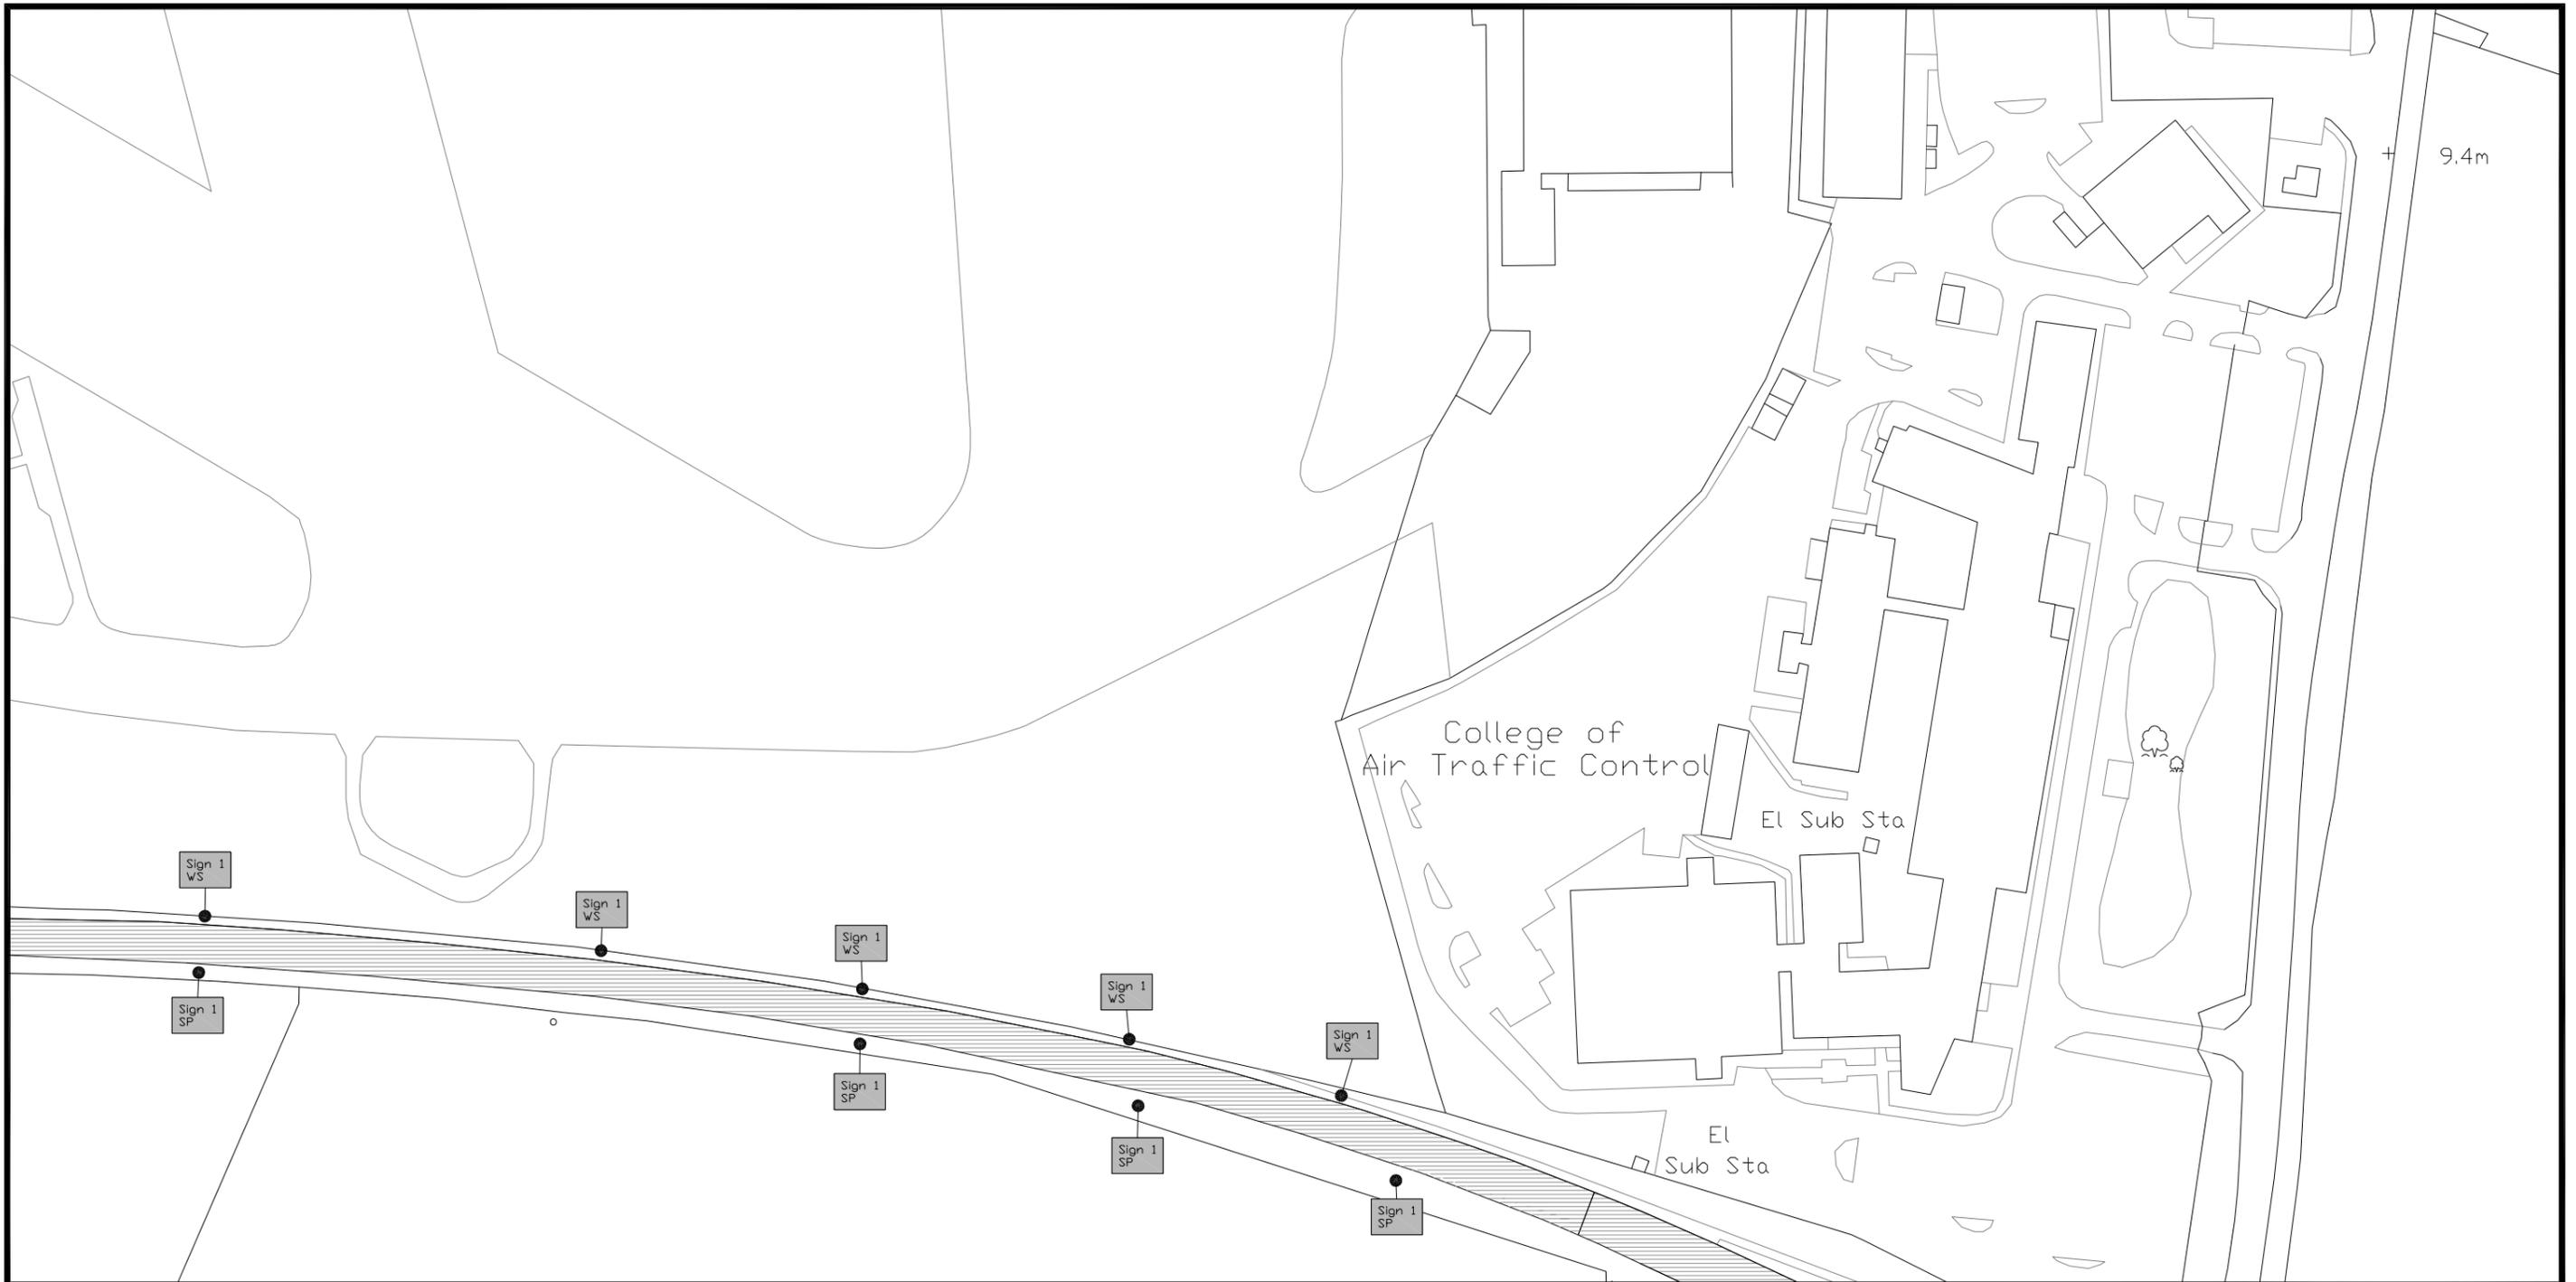 9.4m
College of
Air Traffic Control
El Sub Sta
Sign 1
WS
Sign 1
WS
Sign 1
WS
Sign 1
WS
Sign 1
WS
Sign 1
SP
Sign 1
SP
Sign 1
SP
Sign 1
SP
El
Sub Sta